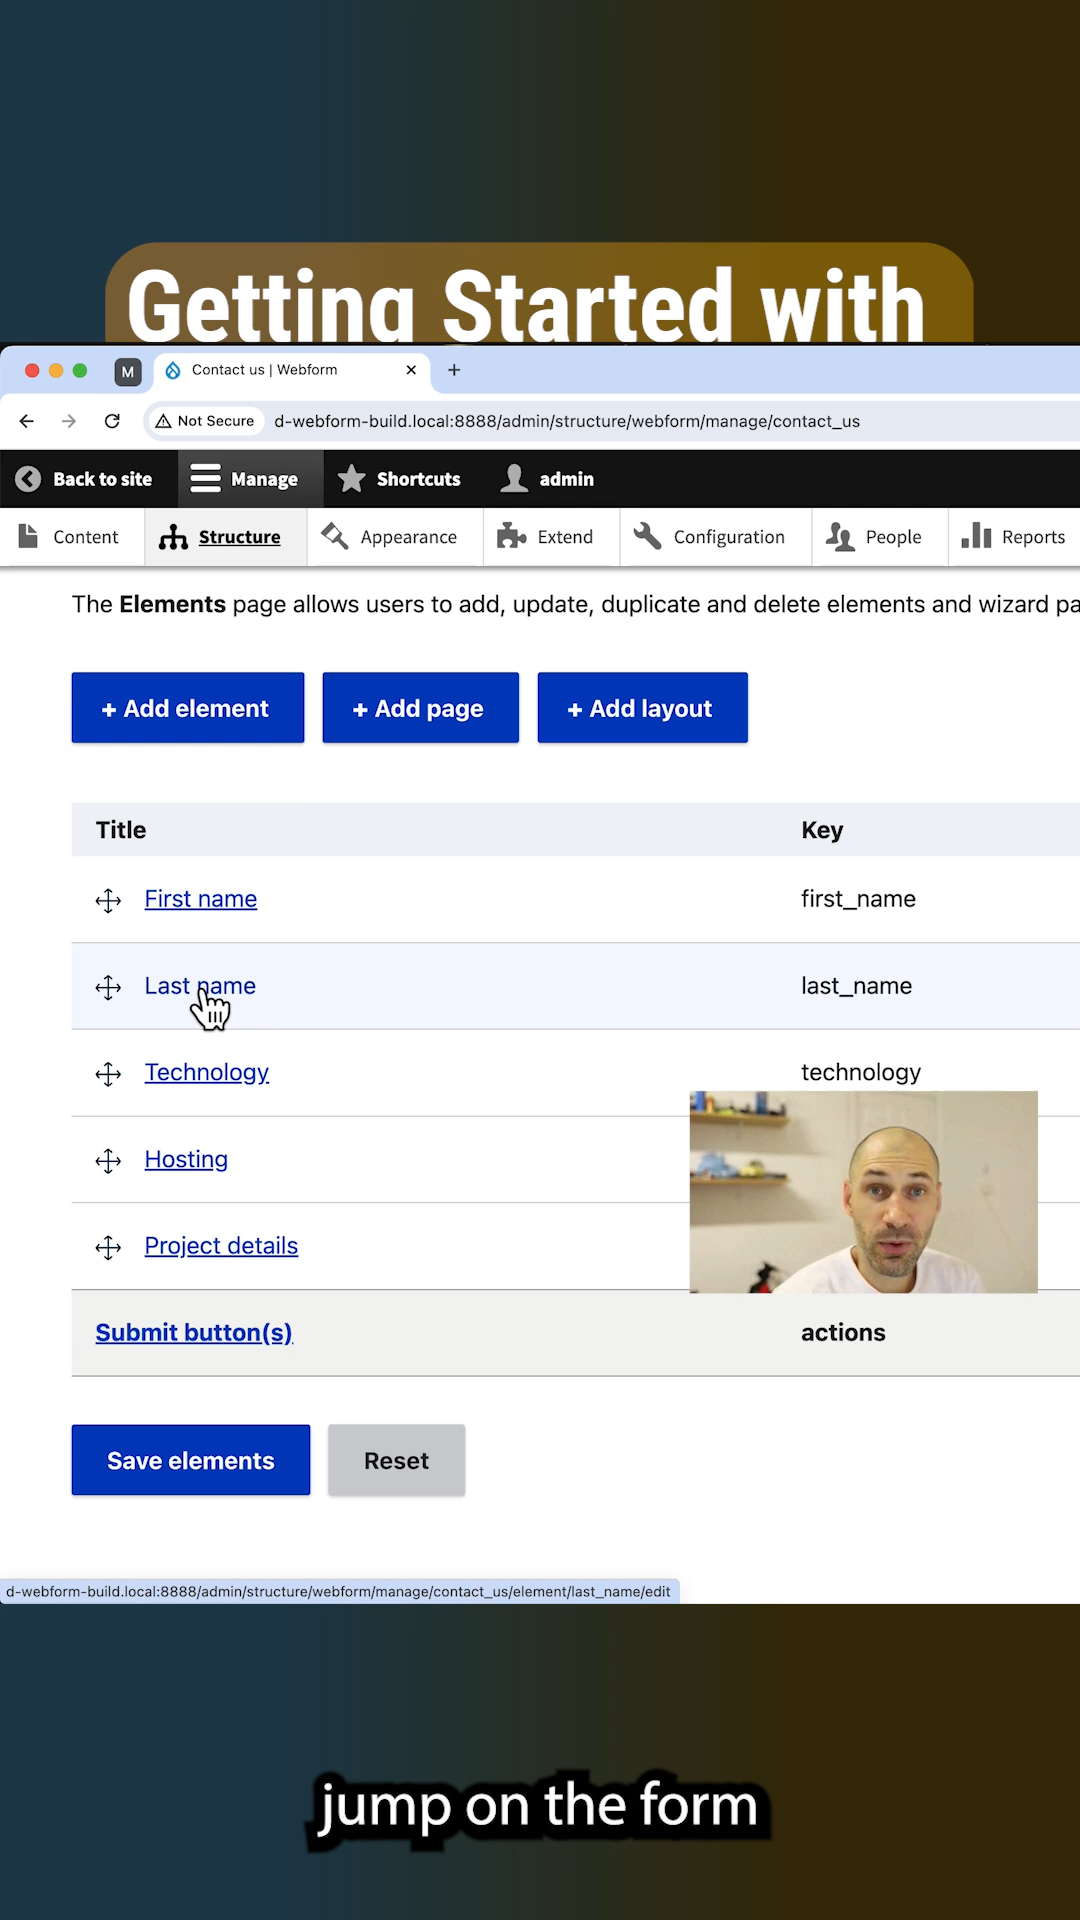 Getting Started with
M
Contact us | Webform
Not Secure
d-webform-build.local:8888/admin/structure/webform/manage/contact_us
Back to site
Manage
Shortcuts
admin
Content
Structure
Appearance
Extend
Configuration
People
Reports
The Elements page allows users to add, update, duplicate and delete elements and wizard pa
+ Add element
+ Add page
+ Add layout
Title
Key
First name
first_name
Last name
last_name
Technology
technology
Hosting
Project details
Submit button(s)
actions
Save elements
Reset
d-webform-build.local:8888/admin/structure/webform/manage/contact_us/element/last_name/edit
jump on the form